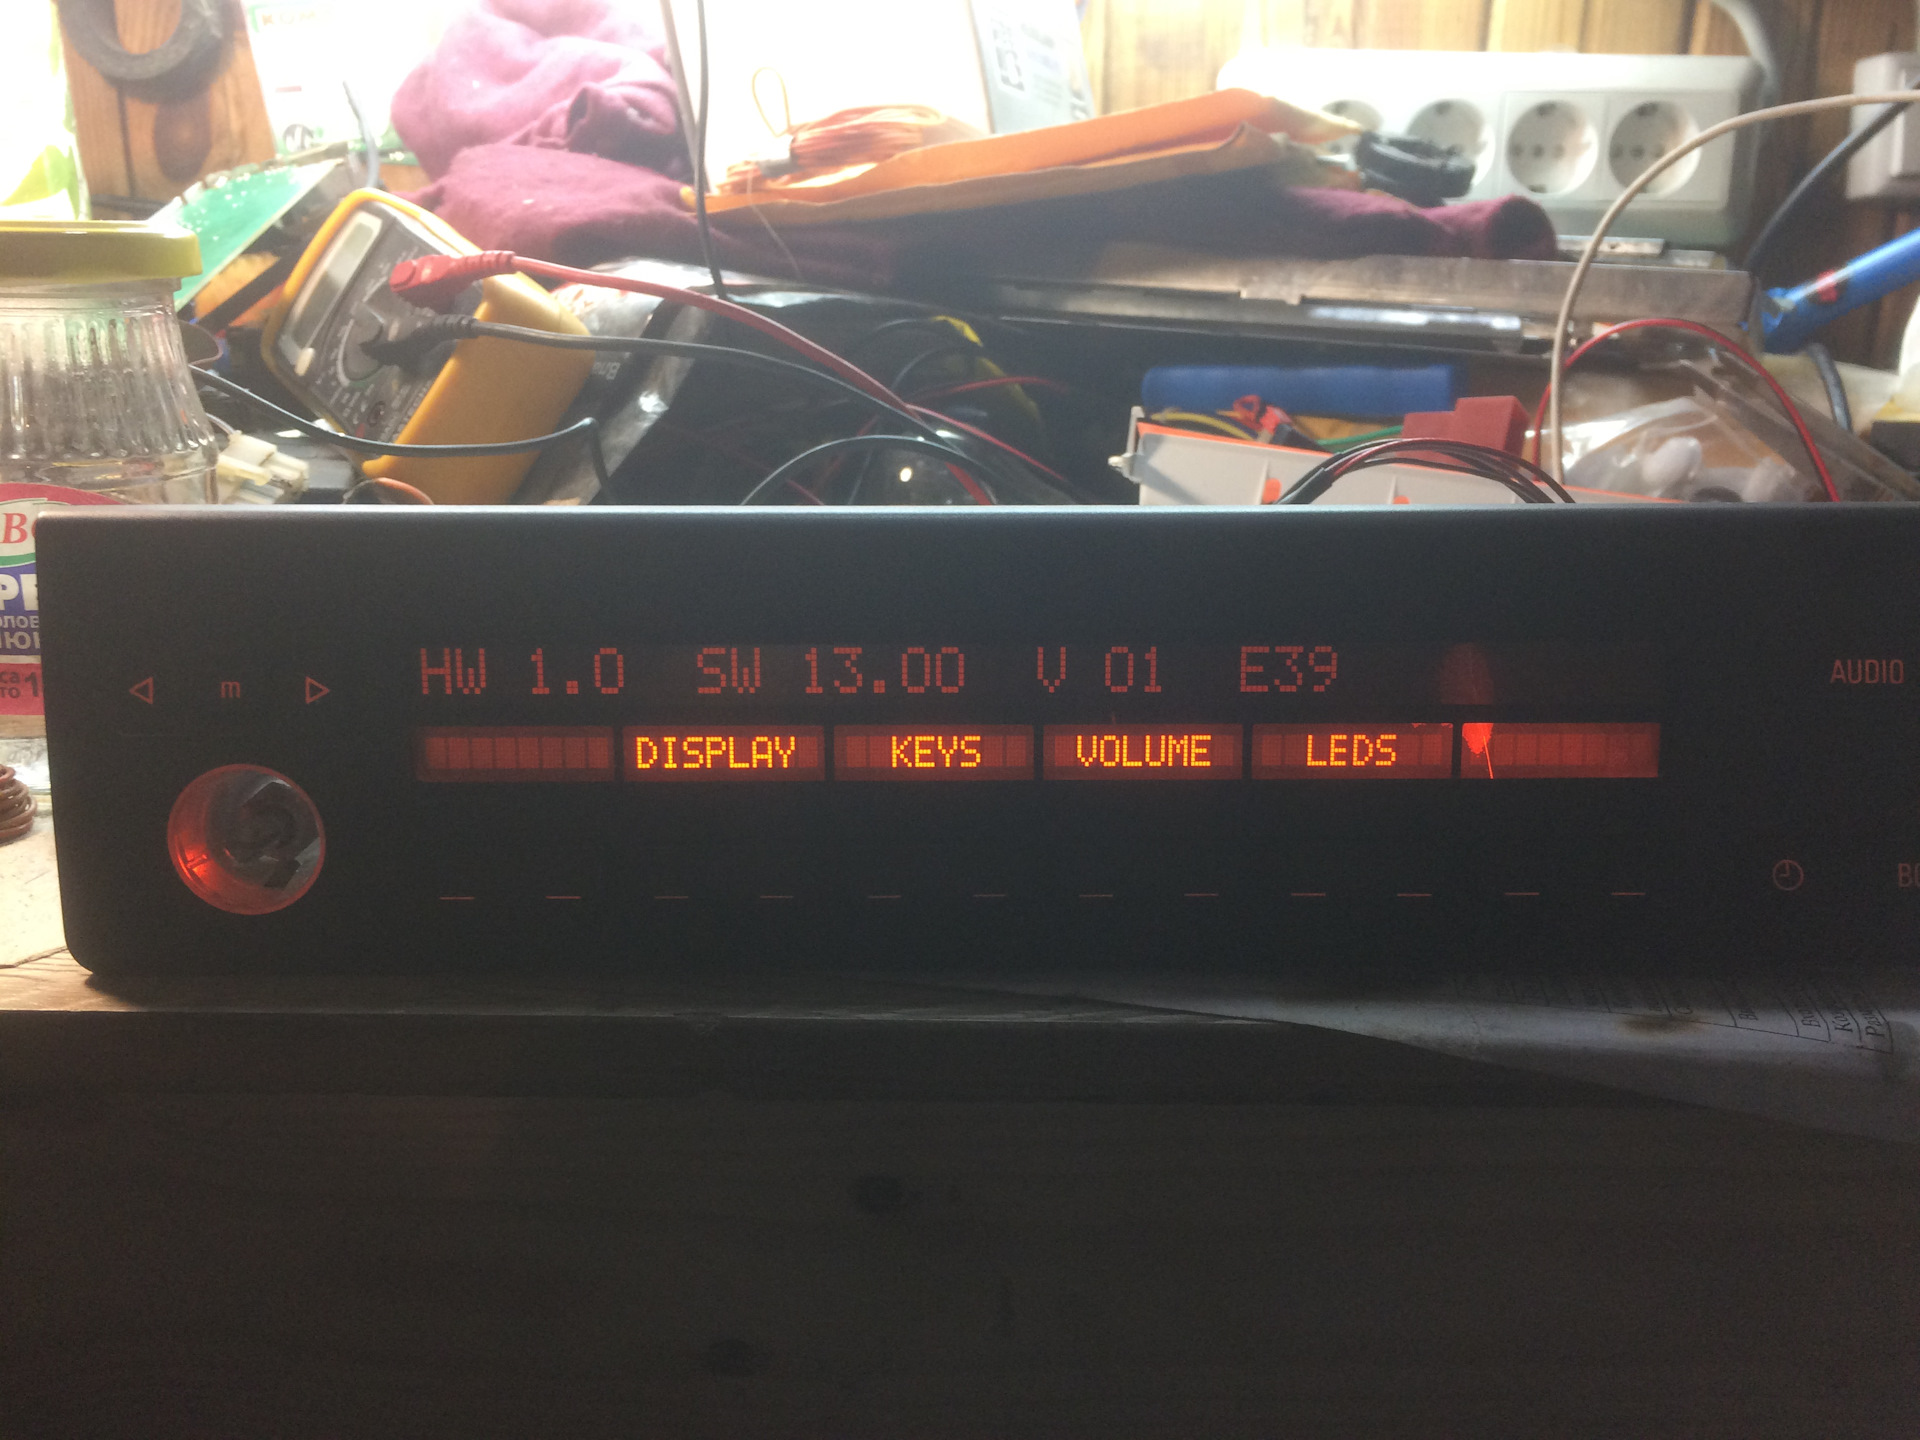 HW 1.0 SW 13.00 V 01 E39
DISPLAY KEYS VOLUME LEDS
m
AUDIO